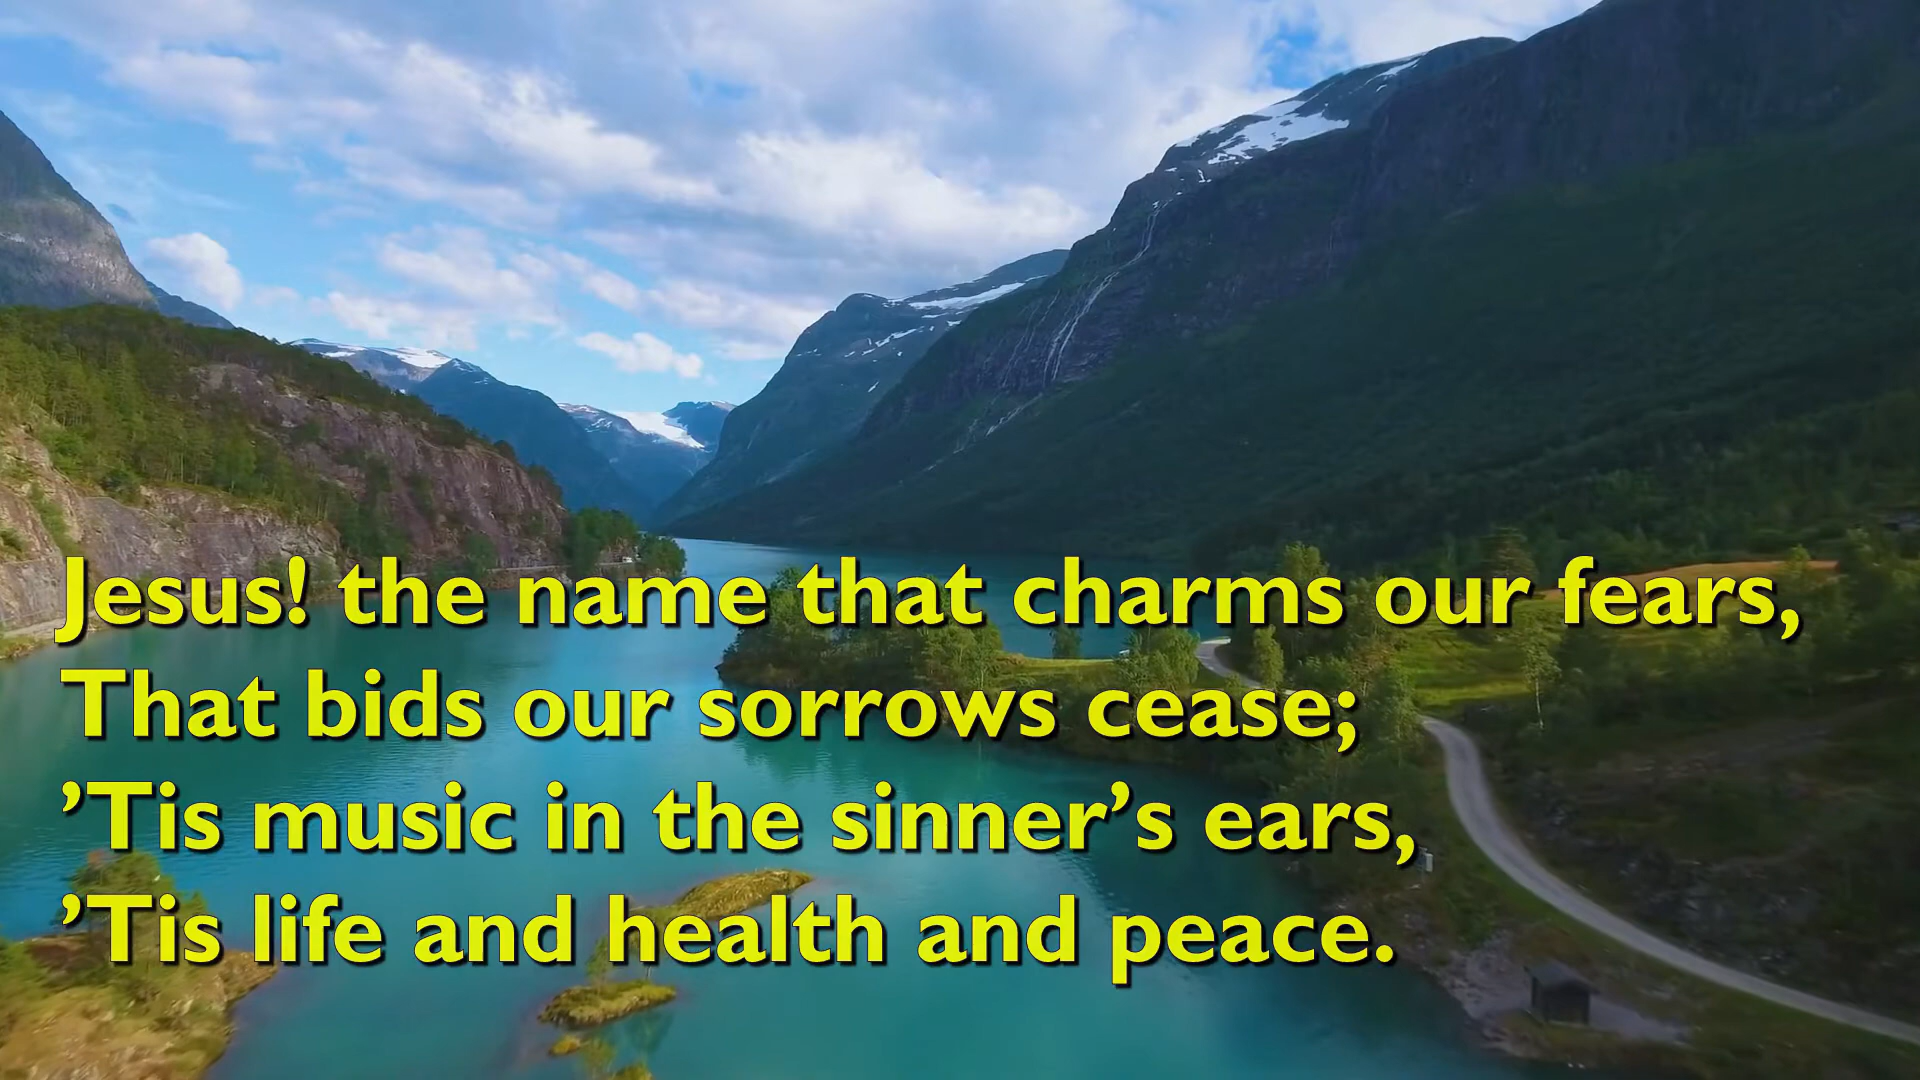 Jesus! the name that charms our fears,
That bids our sorrows cease;
’Tis music in the sinner’s ears,
’Tis life and health and peace.